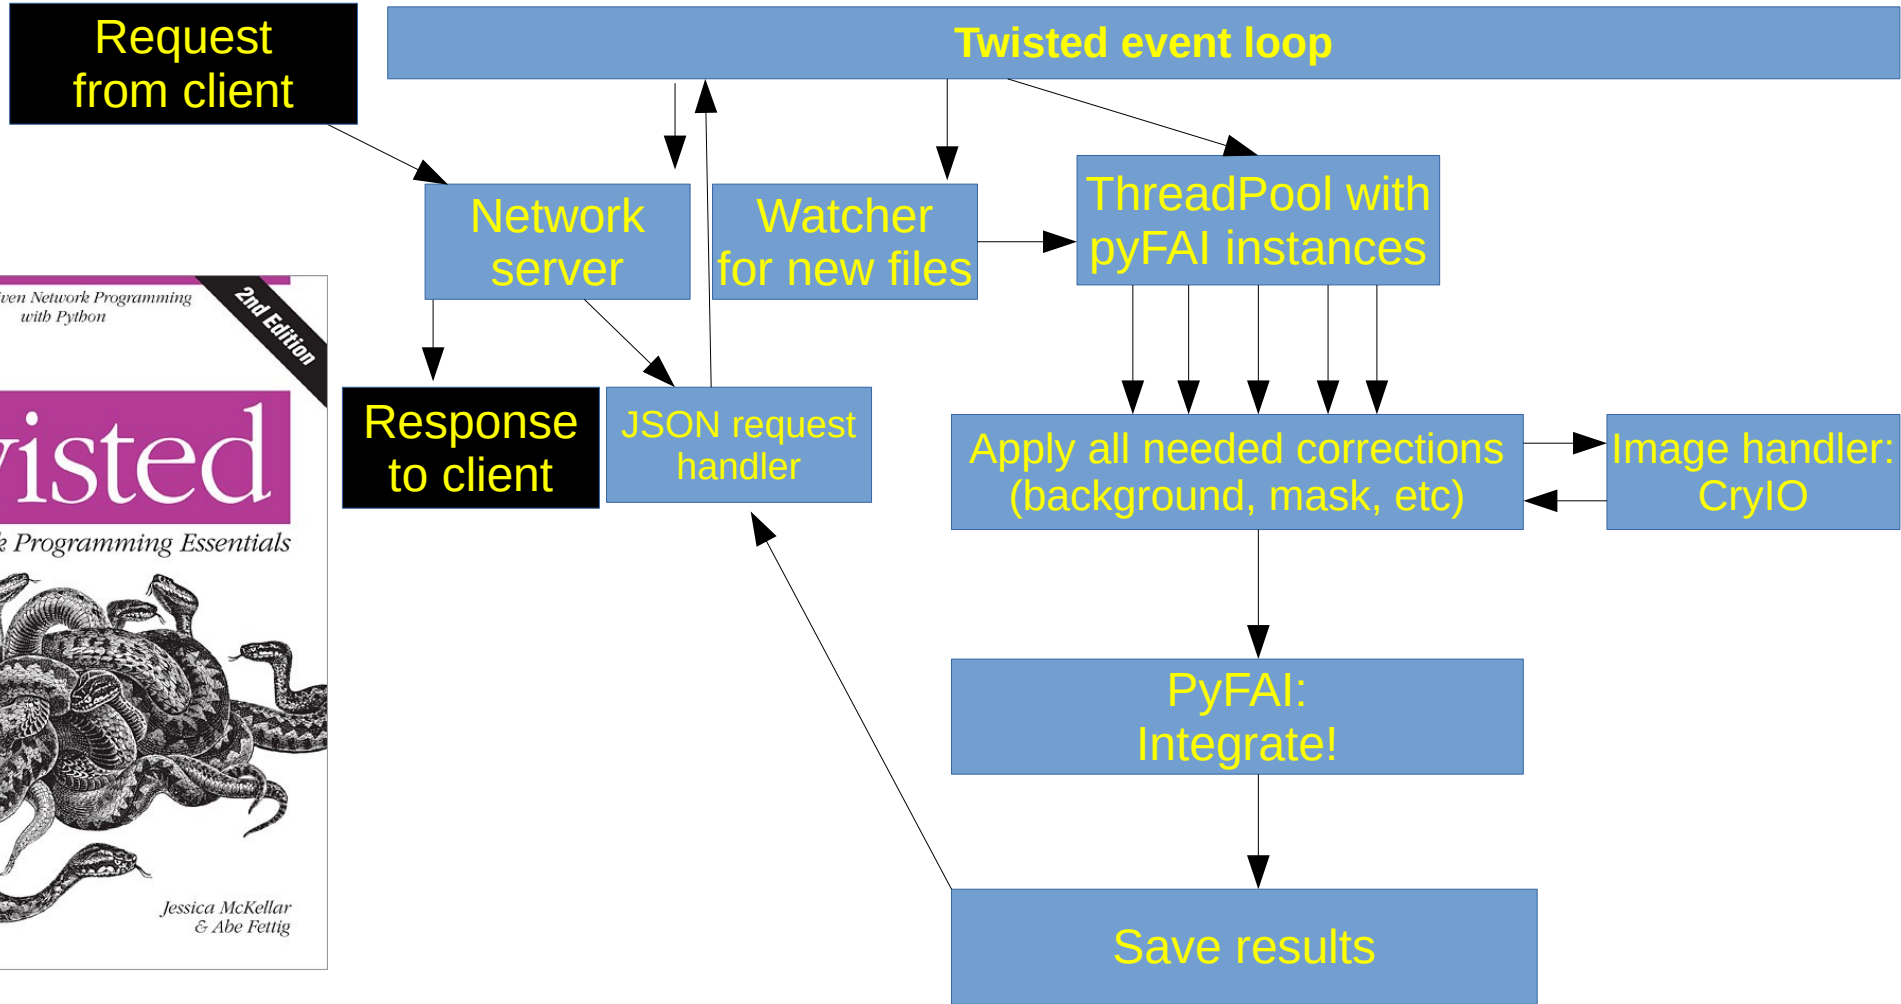 Request
from client
Twisted event loop
Network
server
Watcher
for new files
ThreadPool with
pyFAI instances
Network Programming
with Python
2nd Edition
Response
to client
JSON request
handler
Apply all needed corrections
(background, mask, etc)
Image handler:
CryIO
isted
Programming Essentials
PyFAI:
Integrate!
Jessica McKellar
& Abe Fettig
Save results